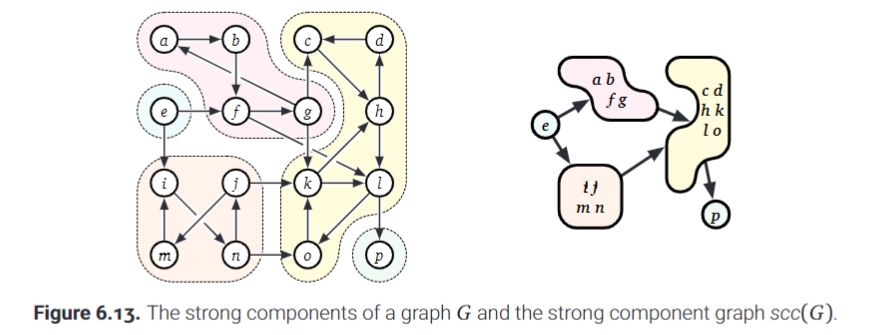 a b c d
a b
f g
c d
h k
l o
e f g h
e
i j k l
i j
m n
m n o p
p
Figure 6.13. The strong components of a graph G and the strong component graph scc(G).